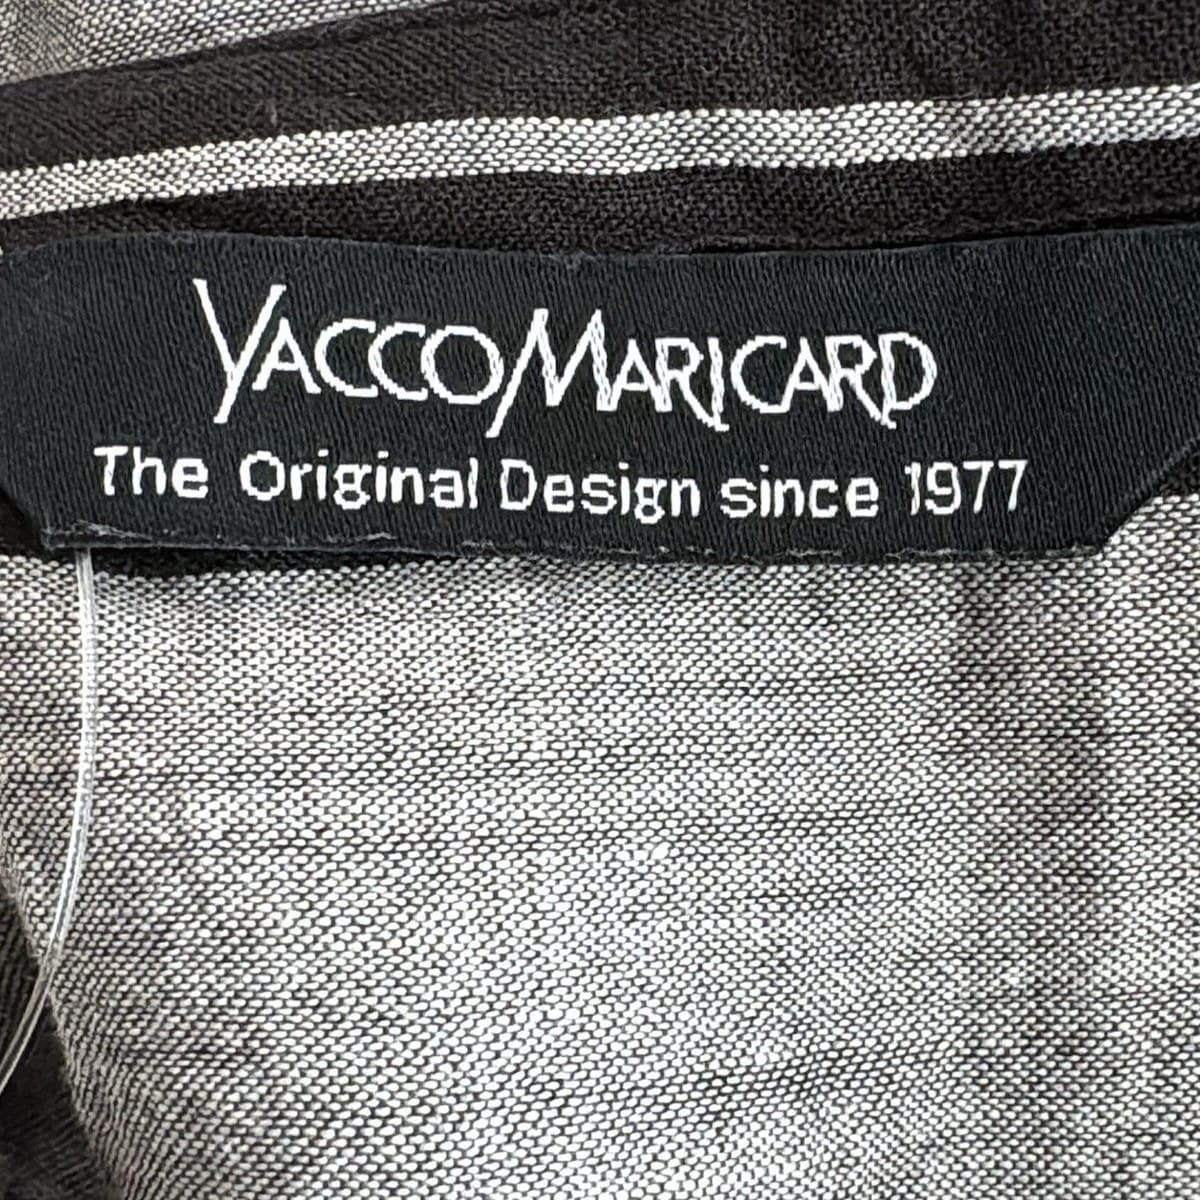 YACCOMARICARD
The Original Design since 1977